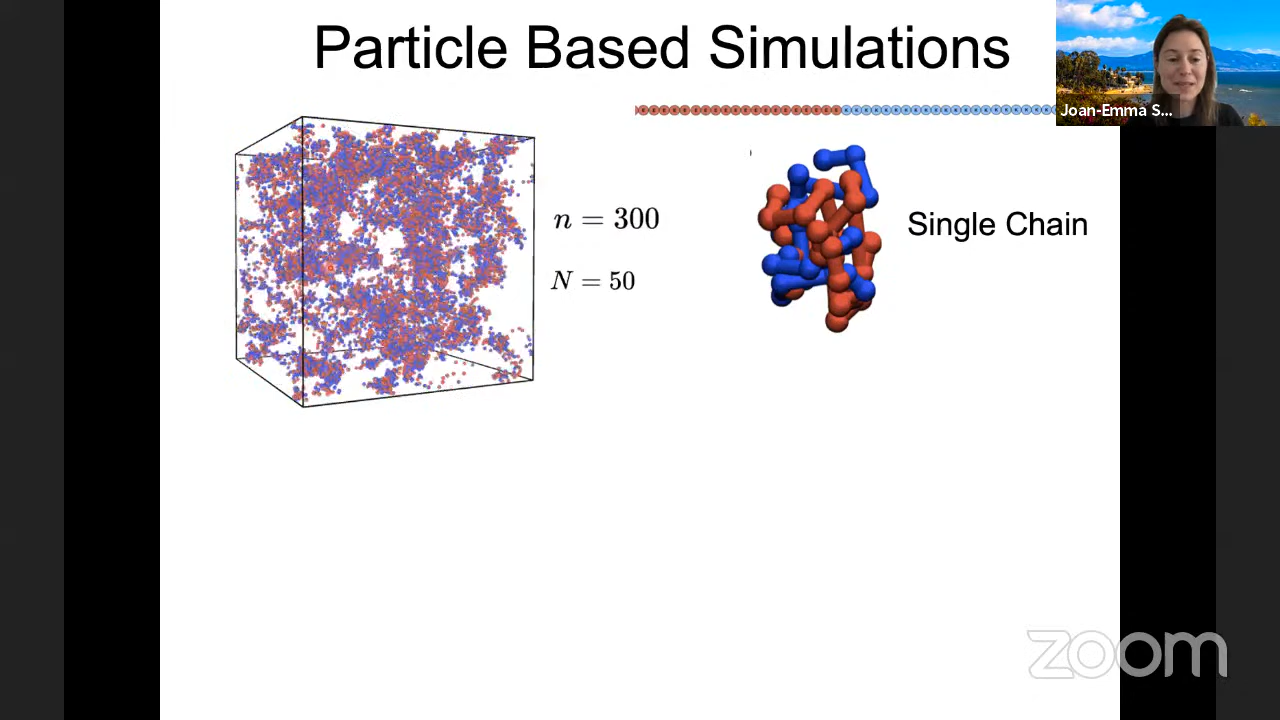 Particle Based Simulations
Joan-Emma S...
n = 300
Single Chain
N = 50
zoom